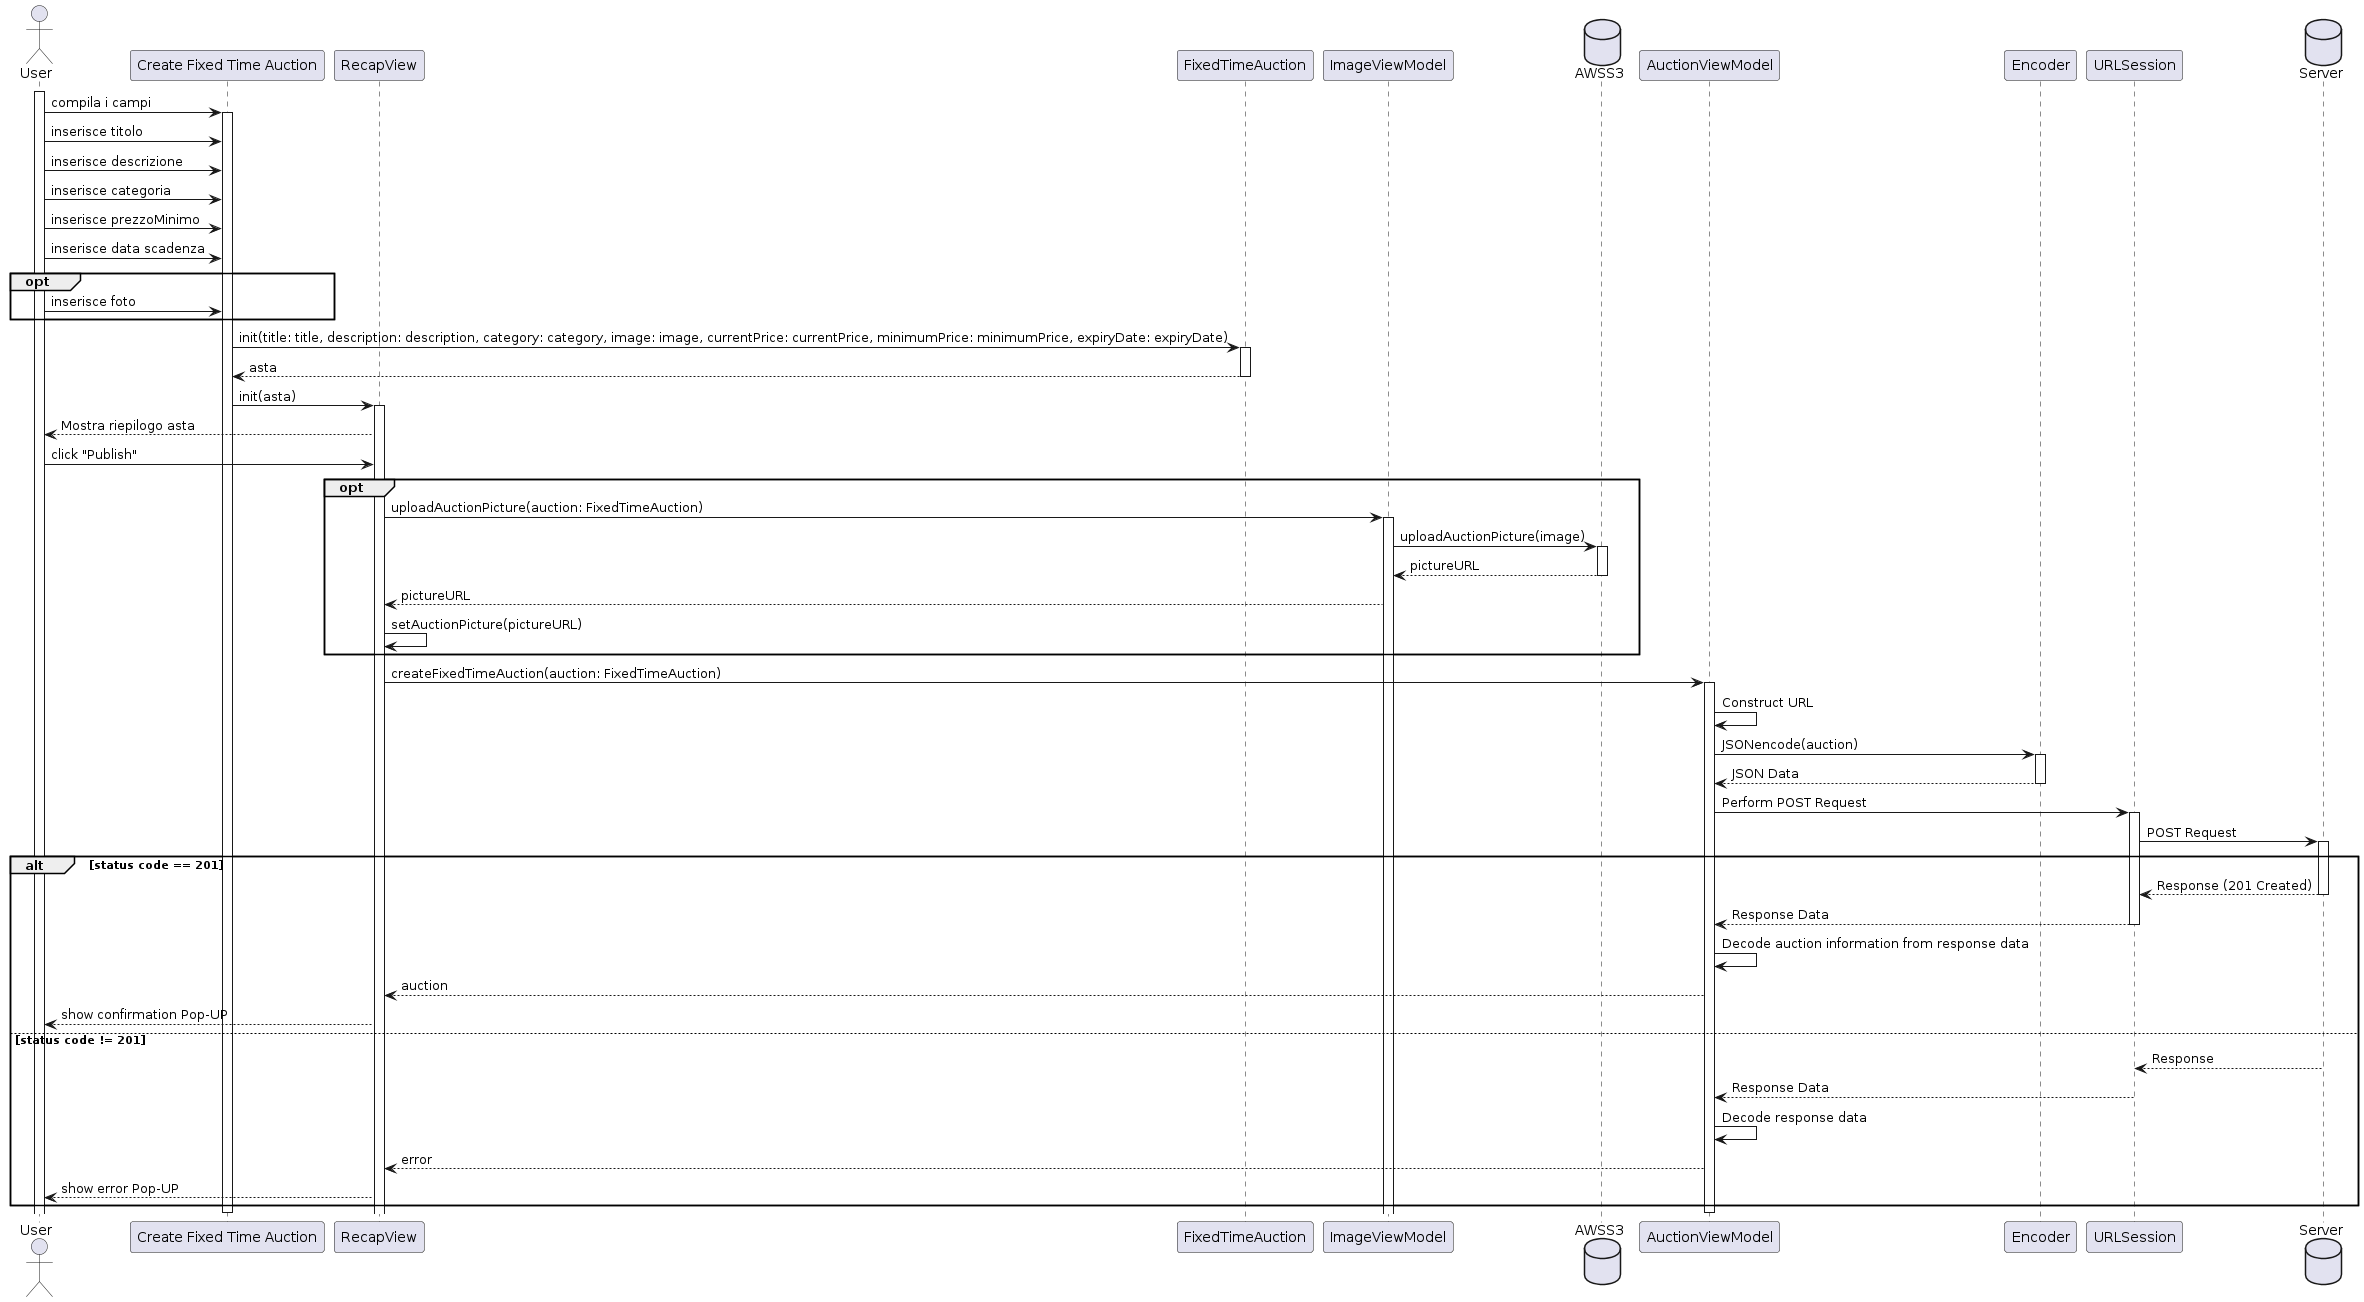 User
Create Fixed Time Auction
RecapView
FixedTimeAuction
ImageViewModel
AWSS3
AuctionViewModel
Encoder
URLSession
Server
compila i campi
inserisce titolo
inserisce descrizione
inserisce categoria
inserisce prezzoMinimo
inserisce data scadenza
opt
inserisce foto
init(title: title, description: description, category: category, image: image, currentPrice: currentPrice, minimumPrice: minimumPrice, expiryDate: expiryDate)
asta
init(asta)
Mostra riepilogo asta
click "Publish"
opt
uploadAuctionPicture(auction: FixedTimeAuction)
uploadAuctionPicture(image)
pictureURL
pictureURL
setAuctionPicture(pictureURL)
createFixedTimeAuction(auction: FixedTimeAuction)
Construct URL
JSONencode(auction)
JSON Data
Perform POST Request
POST Request
alt [status code == 201]
Response (201 Created)
Response Data
Decode auction information from response data
auction
show confirmation Pop-UP
[status code != 201]
Response
Response Data
Decode response data
error
show error Pop-UP
User
Create Fixed Time Auction
RecapView
FixedTimeAuction
ImageViewModel
AWSS3
AuctionViewModel
Encoder
URLSession
Server